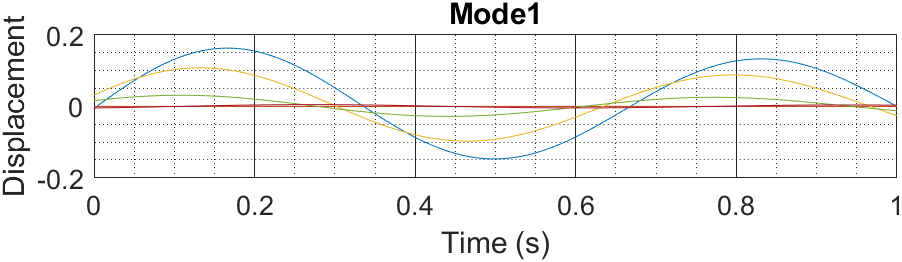 Mode1
0.2
0
-0.2
Displacement
0 0.2 0.4 0.6 0.8 1
Time (s)